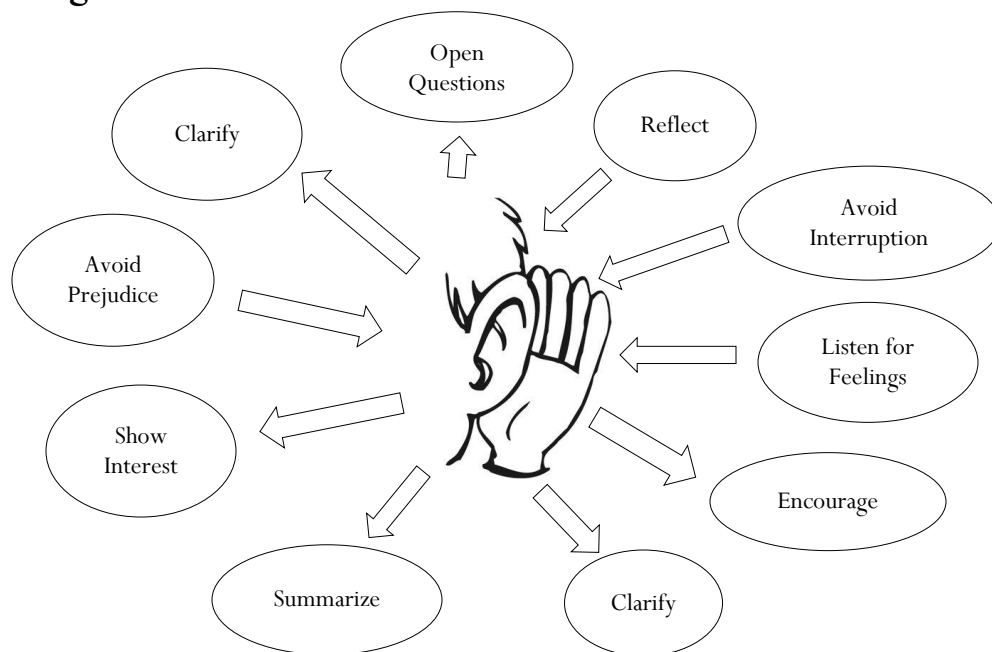 Open
Questions
Clarify
Reflect
Avoid
Interruption
Avoid
Prejudice
Listen for
Feelings
Show
Interest
Encourage
Summarize
Clarify